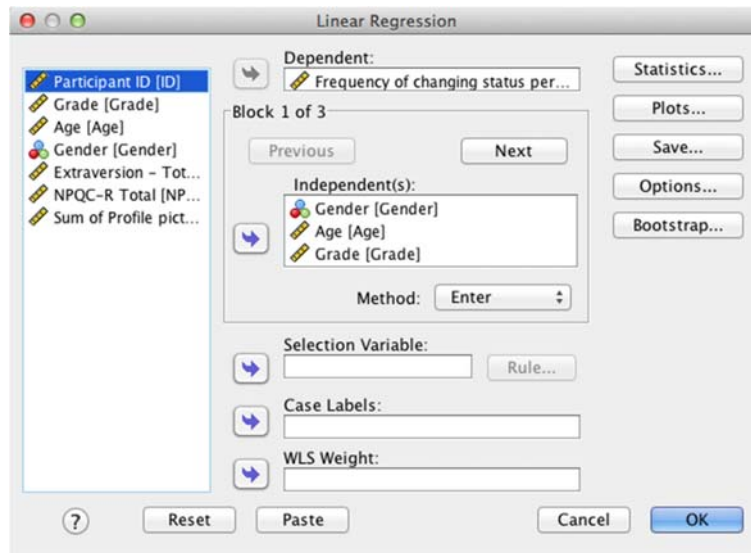 Linear Regression
Participant ID [ID]
Grade [Grade]
Age [Age]
Gender [Gender]
Extraversion – Tot...
NPQC-R Total [NP...
Sum of Profile pict...
Dependent:
Frequency of changing status per...
Block 1 of 3
Previous
Next
Independent(s):
Gender [Gender]
Age [Age]
Grade [Grade]
Method: Enter
Selection Variable:
Rule...
Case Labels:
WLS Weight:
Statistics...
Plots...
Save...
Options...
Bootstrap...
?
Reset
Paste
Cancel
OK